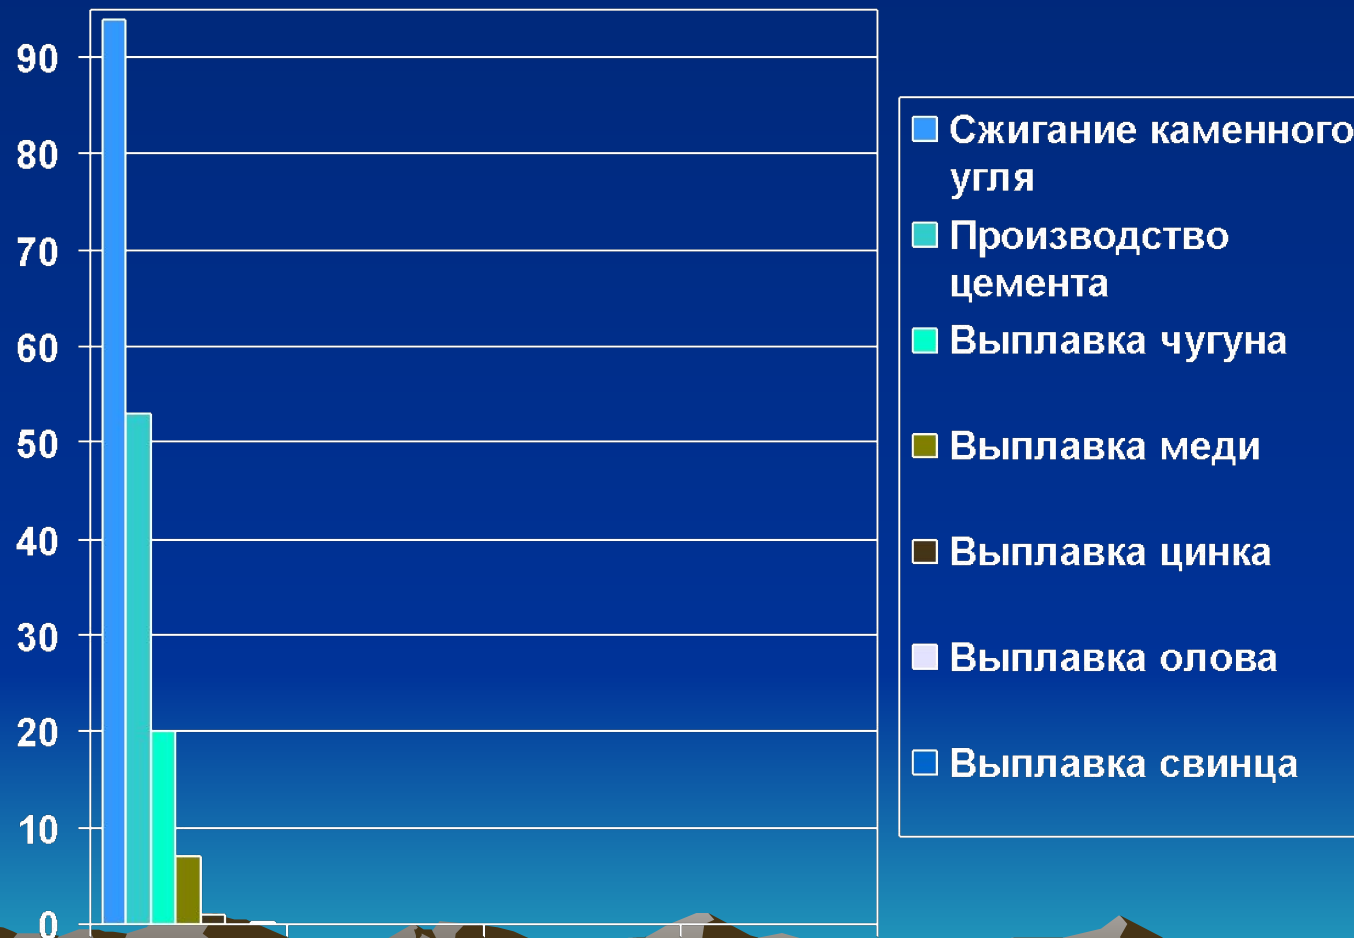 90
80
70
60
50
40
30
20
10
0
Сжигание каменного
угля
Производство
цемента
Выплавка чугуна
Выплавка меди
Выплавка цинка
Выплавка олова
Выплавка свинца